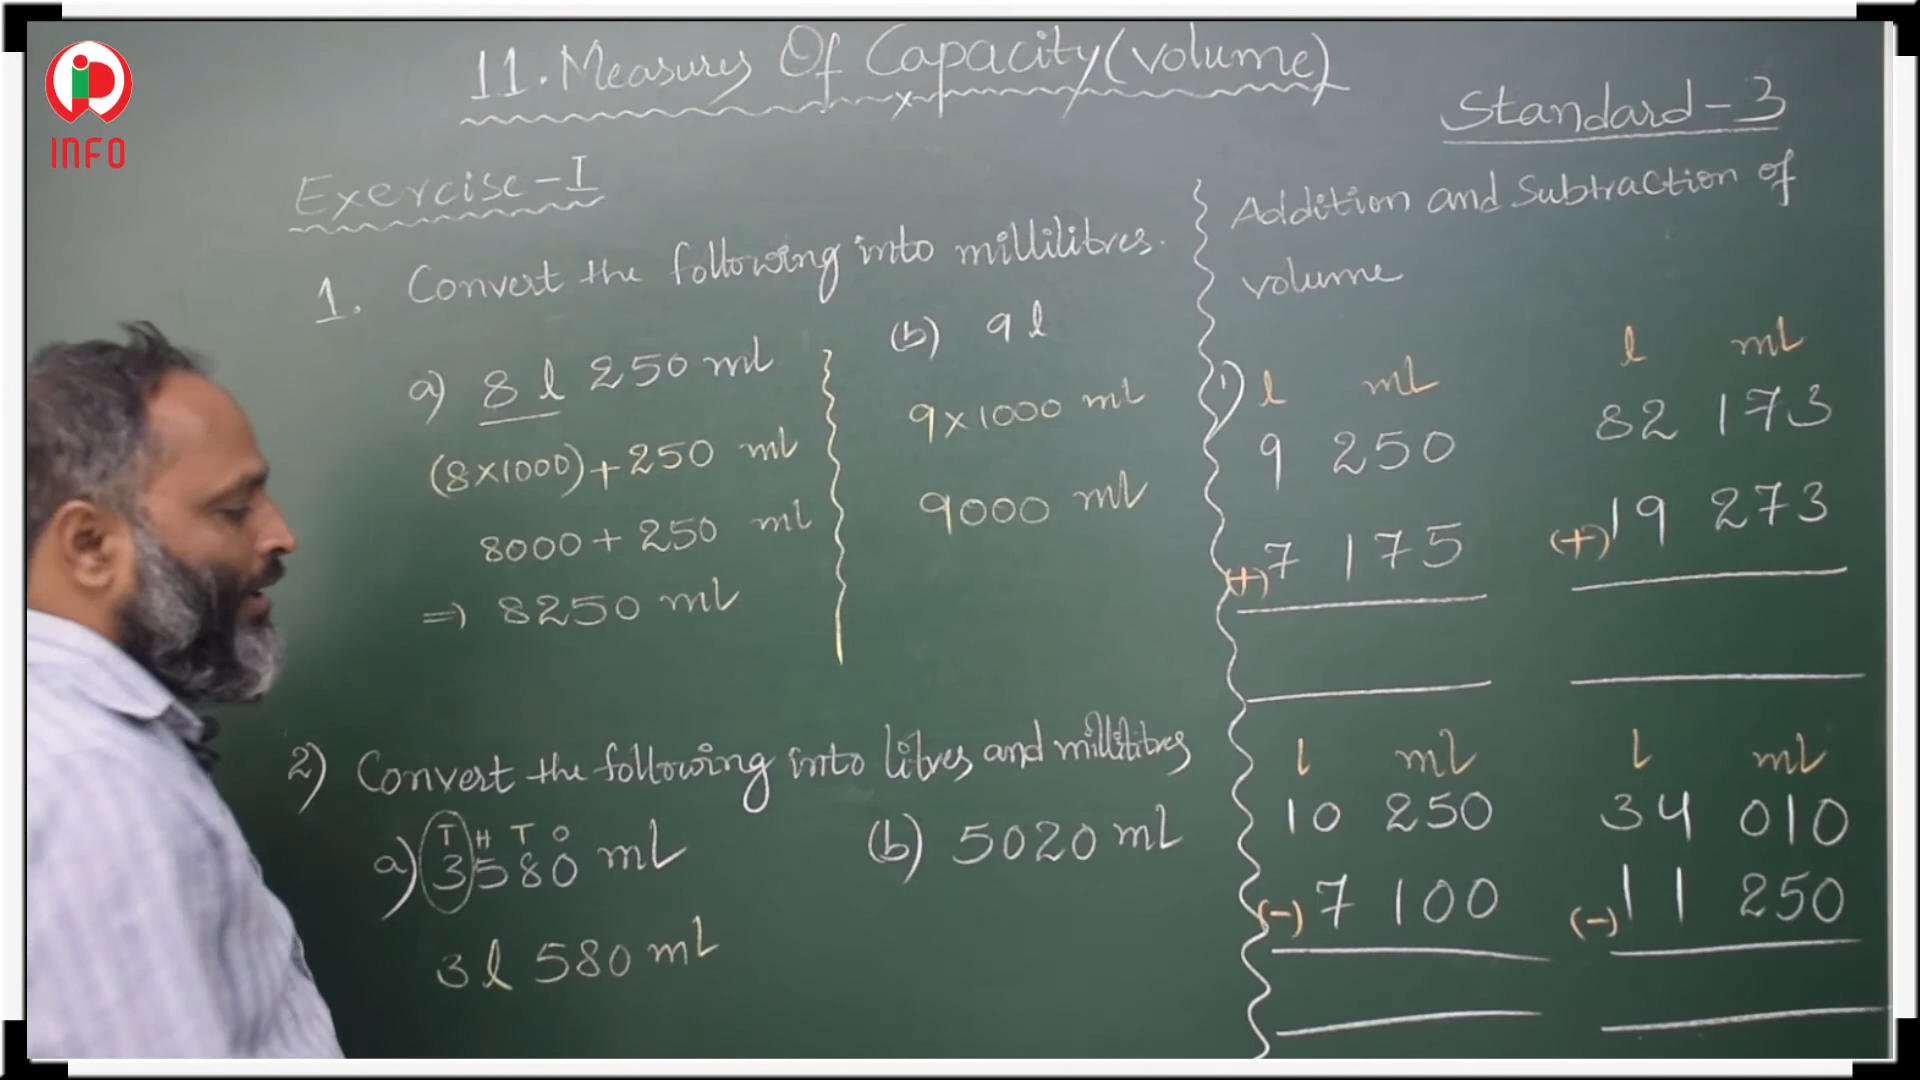 INFO
11. Measures Of Capacity (volume)
Standard - 3
Exercise - I
1. Convert the following into millilitres.
a) 8 l 250 ml
(8×1000) + 250 ml
8000 + 250 ml
=) 8250 ml
(b) 9 l
9×1000 ml
9000 ml
2) Convert the following into litres and millilitres
T H T O
a) 3580 ml
3 l 580 ml
(b) 5020 ml
Addition and Subtraction of
volume
1) l ml
9 250
(+) 7 175
l ml
82 173
(+) 19 273
l ml
10 250
(-) 7 100
l ml
34 010
(-) 11 250